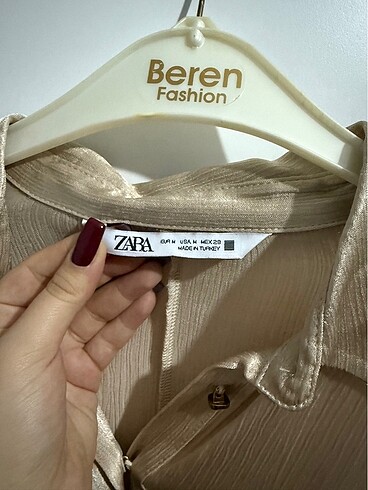 Beren
Fashion
ZARA
EUR M USA M MEX 28
MADE IN TURKEY